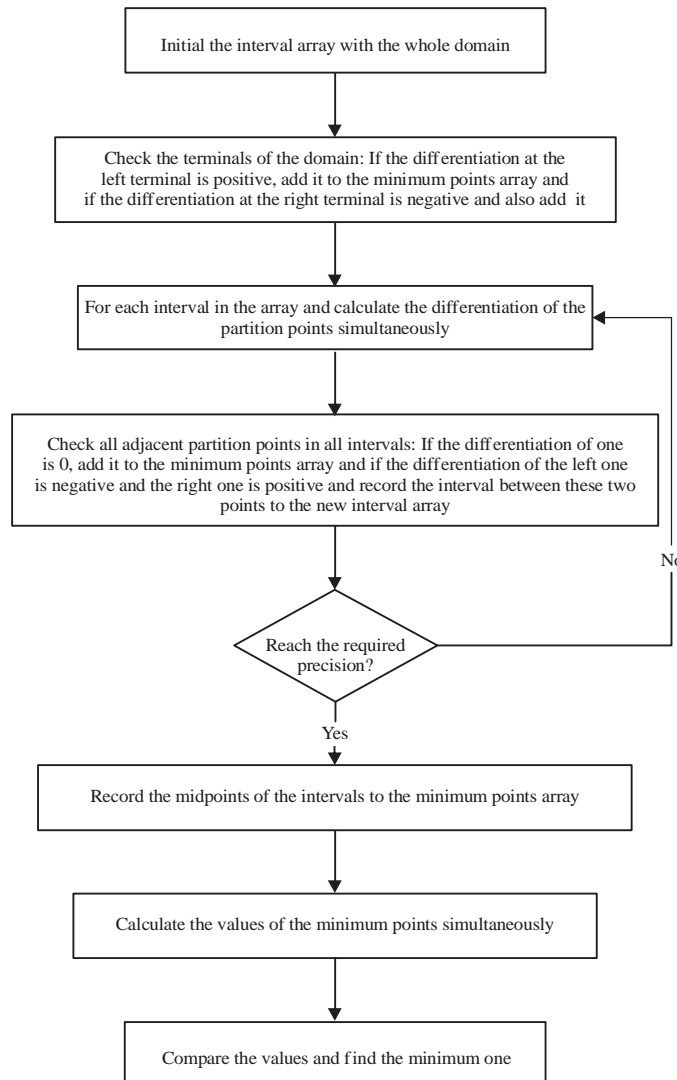 Initial the interval array with the whole domain
Check the terminals of the domain: If the differentiation at the
left terminal is positive, add it to the minimum points array and
if the differentiation at the right terminal is negative and also add it
For each interval in the array and calculate the differentiation of the
partition points simultaneously
Check all adjacent partition points in all intervals: If the differentiation of one
is 0, add it to the minimum points array and if the differentiation of the left one
is negative and the right one is positive and record the interval between these two
points to the new interval array
No
Reach the required
precision?
Yes
Record the midpoints of the intervals to the minimum points array
Calculate the values of the minimum points simultaneously
Compare the values and find the minimum one